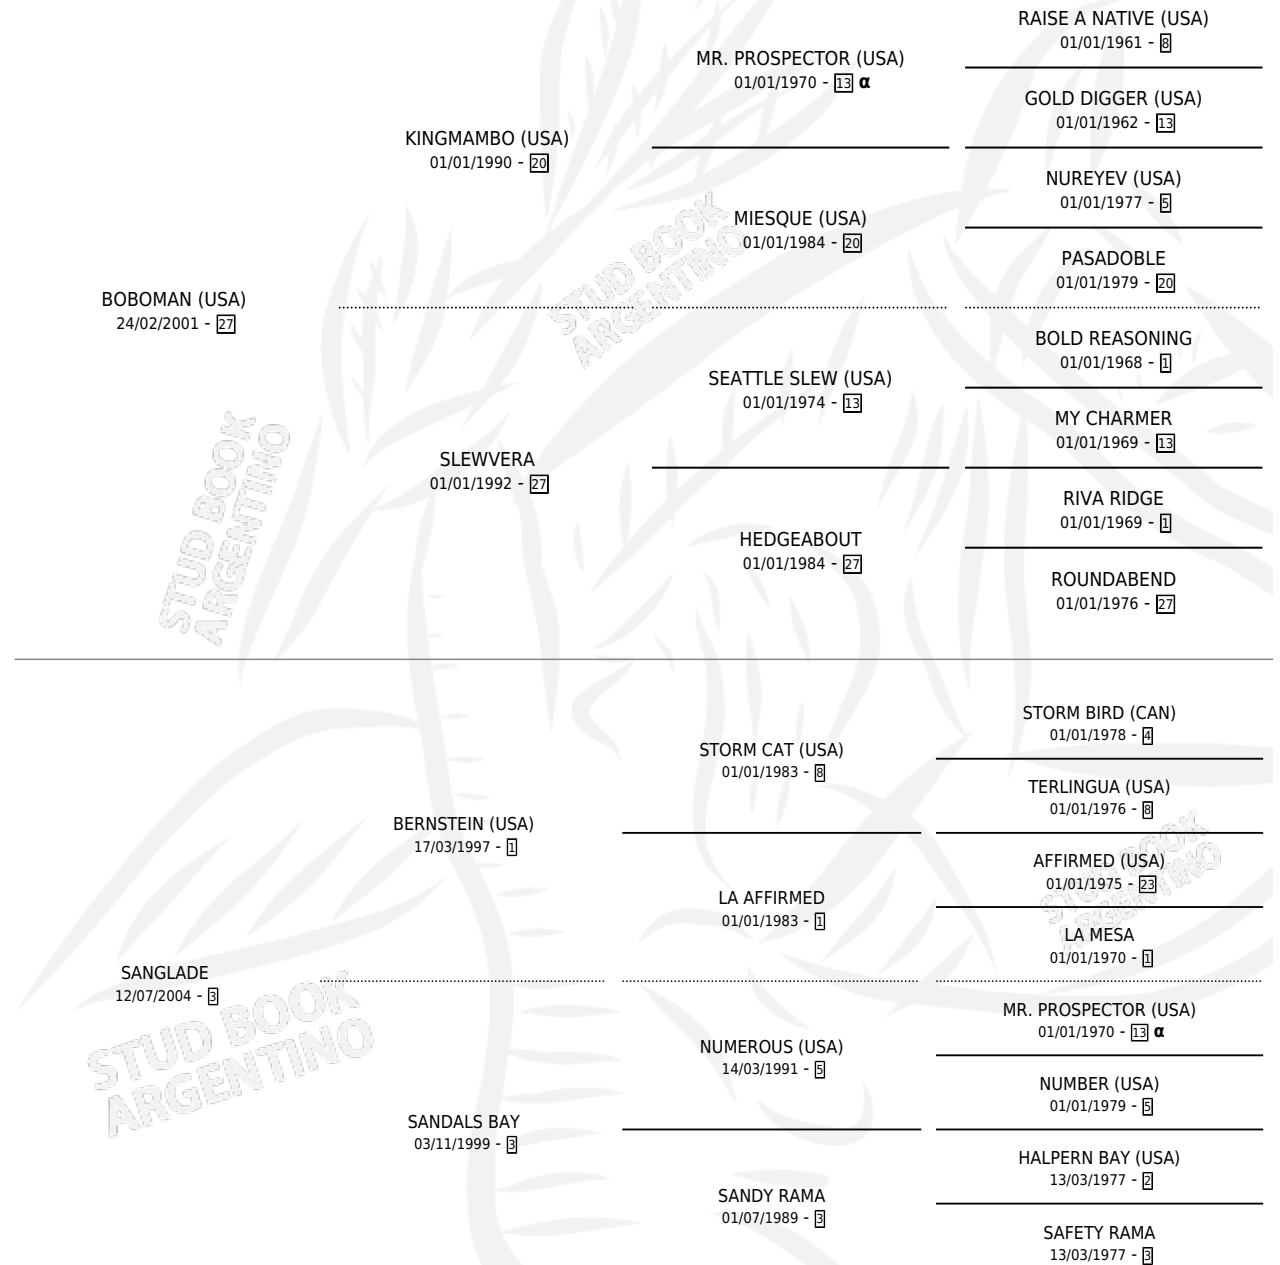 RAISE A NATIVE (USA)
01/01/1961 - 8
MR. PROSPECTOR (USA)
01/01/1970 - 13 α
GOLD DIGGER (USA)
01/01/1962 - 13
KINGMAMBO (USA)
01/01/1990 - 20
NUREYEV (USA)
01/01/1977 - 5
MIESQUE (USA)
01/01/1984 - 20
PASADOBLE
01/01/1979 - 20
BOBOMAN (USA)
24/02/2001 - 27
BOLD REASONING
01/01/1968 - 1
SEATTLE SLEW (USA)
01/01/1974 - 13
MY CHARMER
01/01/1969 - 13
SLEWVERA
01/01/1992 - 27
RIVA RIDGE
01/01/1969 - 1
HEDGEABOUT
01/01/1984 - 27
ROUNDABEND
01/01/1976 - 27
STORM BIRD (CAN)
01/01/1978 - 4
STORM CAT (USA)
01/01/1983 - 8
TERLINGUA (USA)
01/01/1976 - 8
BERNSTEIN (USA)
17/03/1997 - 1
AFFIRMED (USA)
01/01/1975 - 23
LA AFFIRMED
01/01/1983 - 1
LA MESA
01/01/1970 - 1
SANGLADE
12/07/2004 - 3
MR. PROSPECTOR (USA)
01/01/1970 - 13 α
NUMEROUS (USA)
14/03/1991 - 5
NUMBER (USA)
01/01/1979 - 5
SANDALS BAY
03/11/1999 - 3
HALPERN BAY (USA)
13/03/1977 - 2
SANDY RAMA
01/07/1989 - 3
SAFETY RAMA
13/03/1977 - 3
STUD BOOK
ARGENTINO
STUD BOOK
ARGENTINO
STUD BOOK
ARGENTINO
STUD BOOK
ARGENTINO